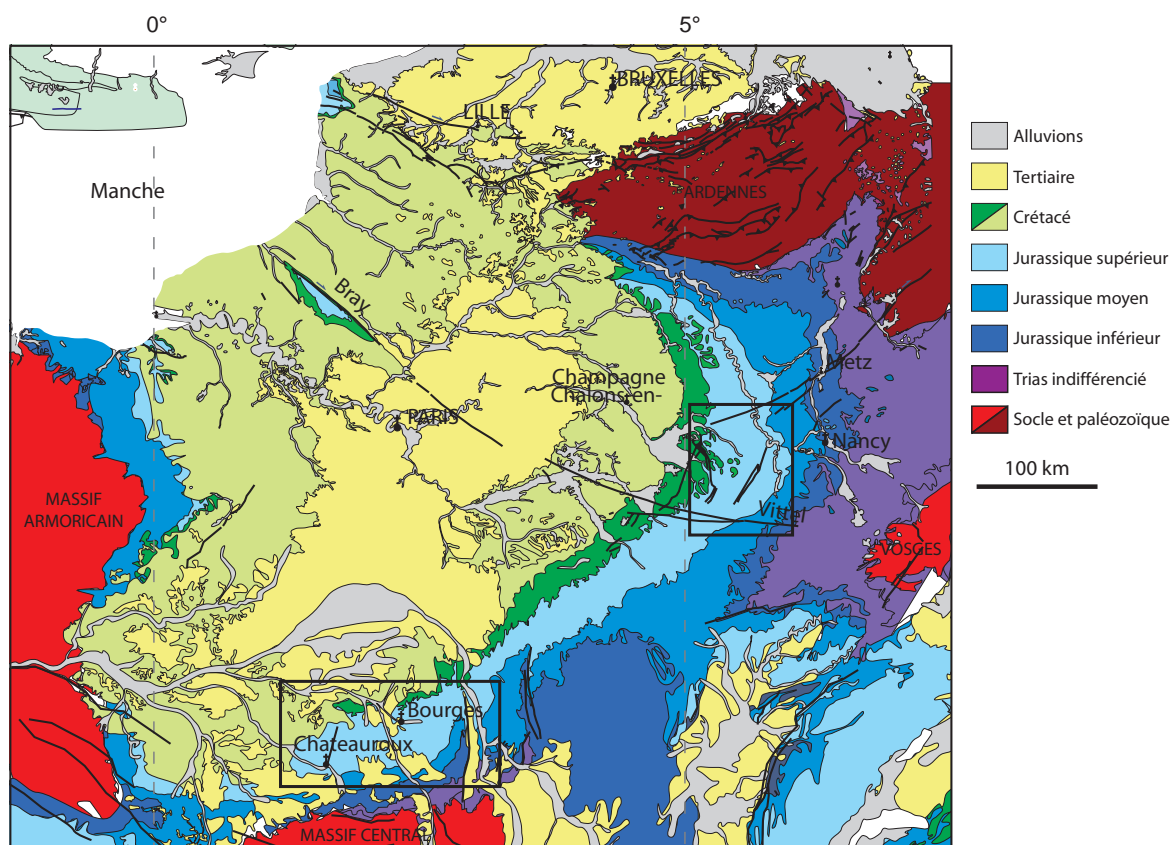 0°
5°
BRUXELLES
LILLE
Manche
ARDENNES
Bray
Metz
Champagne
Chalons-en-
PARIS
Nancy
MASSIF
ARMORICAIN
Vittel
VOSGES
Bourges
Chateauroux
MASSIF CENTRAL
Alluvions
Tertiaire
Crétacé
Jurassique supérieur
Jurassique moyen
Jurassique inférieur
Trias indifférencié
Socle et paléozoïque
100 km